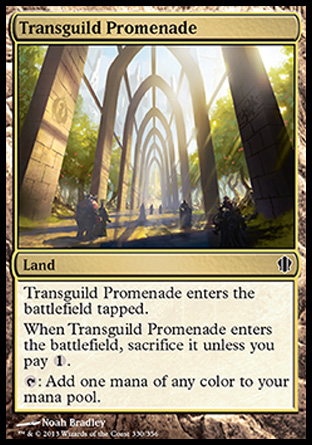 Transguild Promenade
Land
Transguild Promenade enters the
battlefield tapped.
When Transguild Promenade enters
the battlefield, sacrifice it unless you
pay 1.
: Add one mana of any color to your
mana pool.
Noah Bradley
™ & © 2013 Wizards of the Coast 330/356